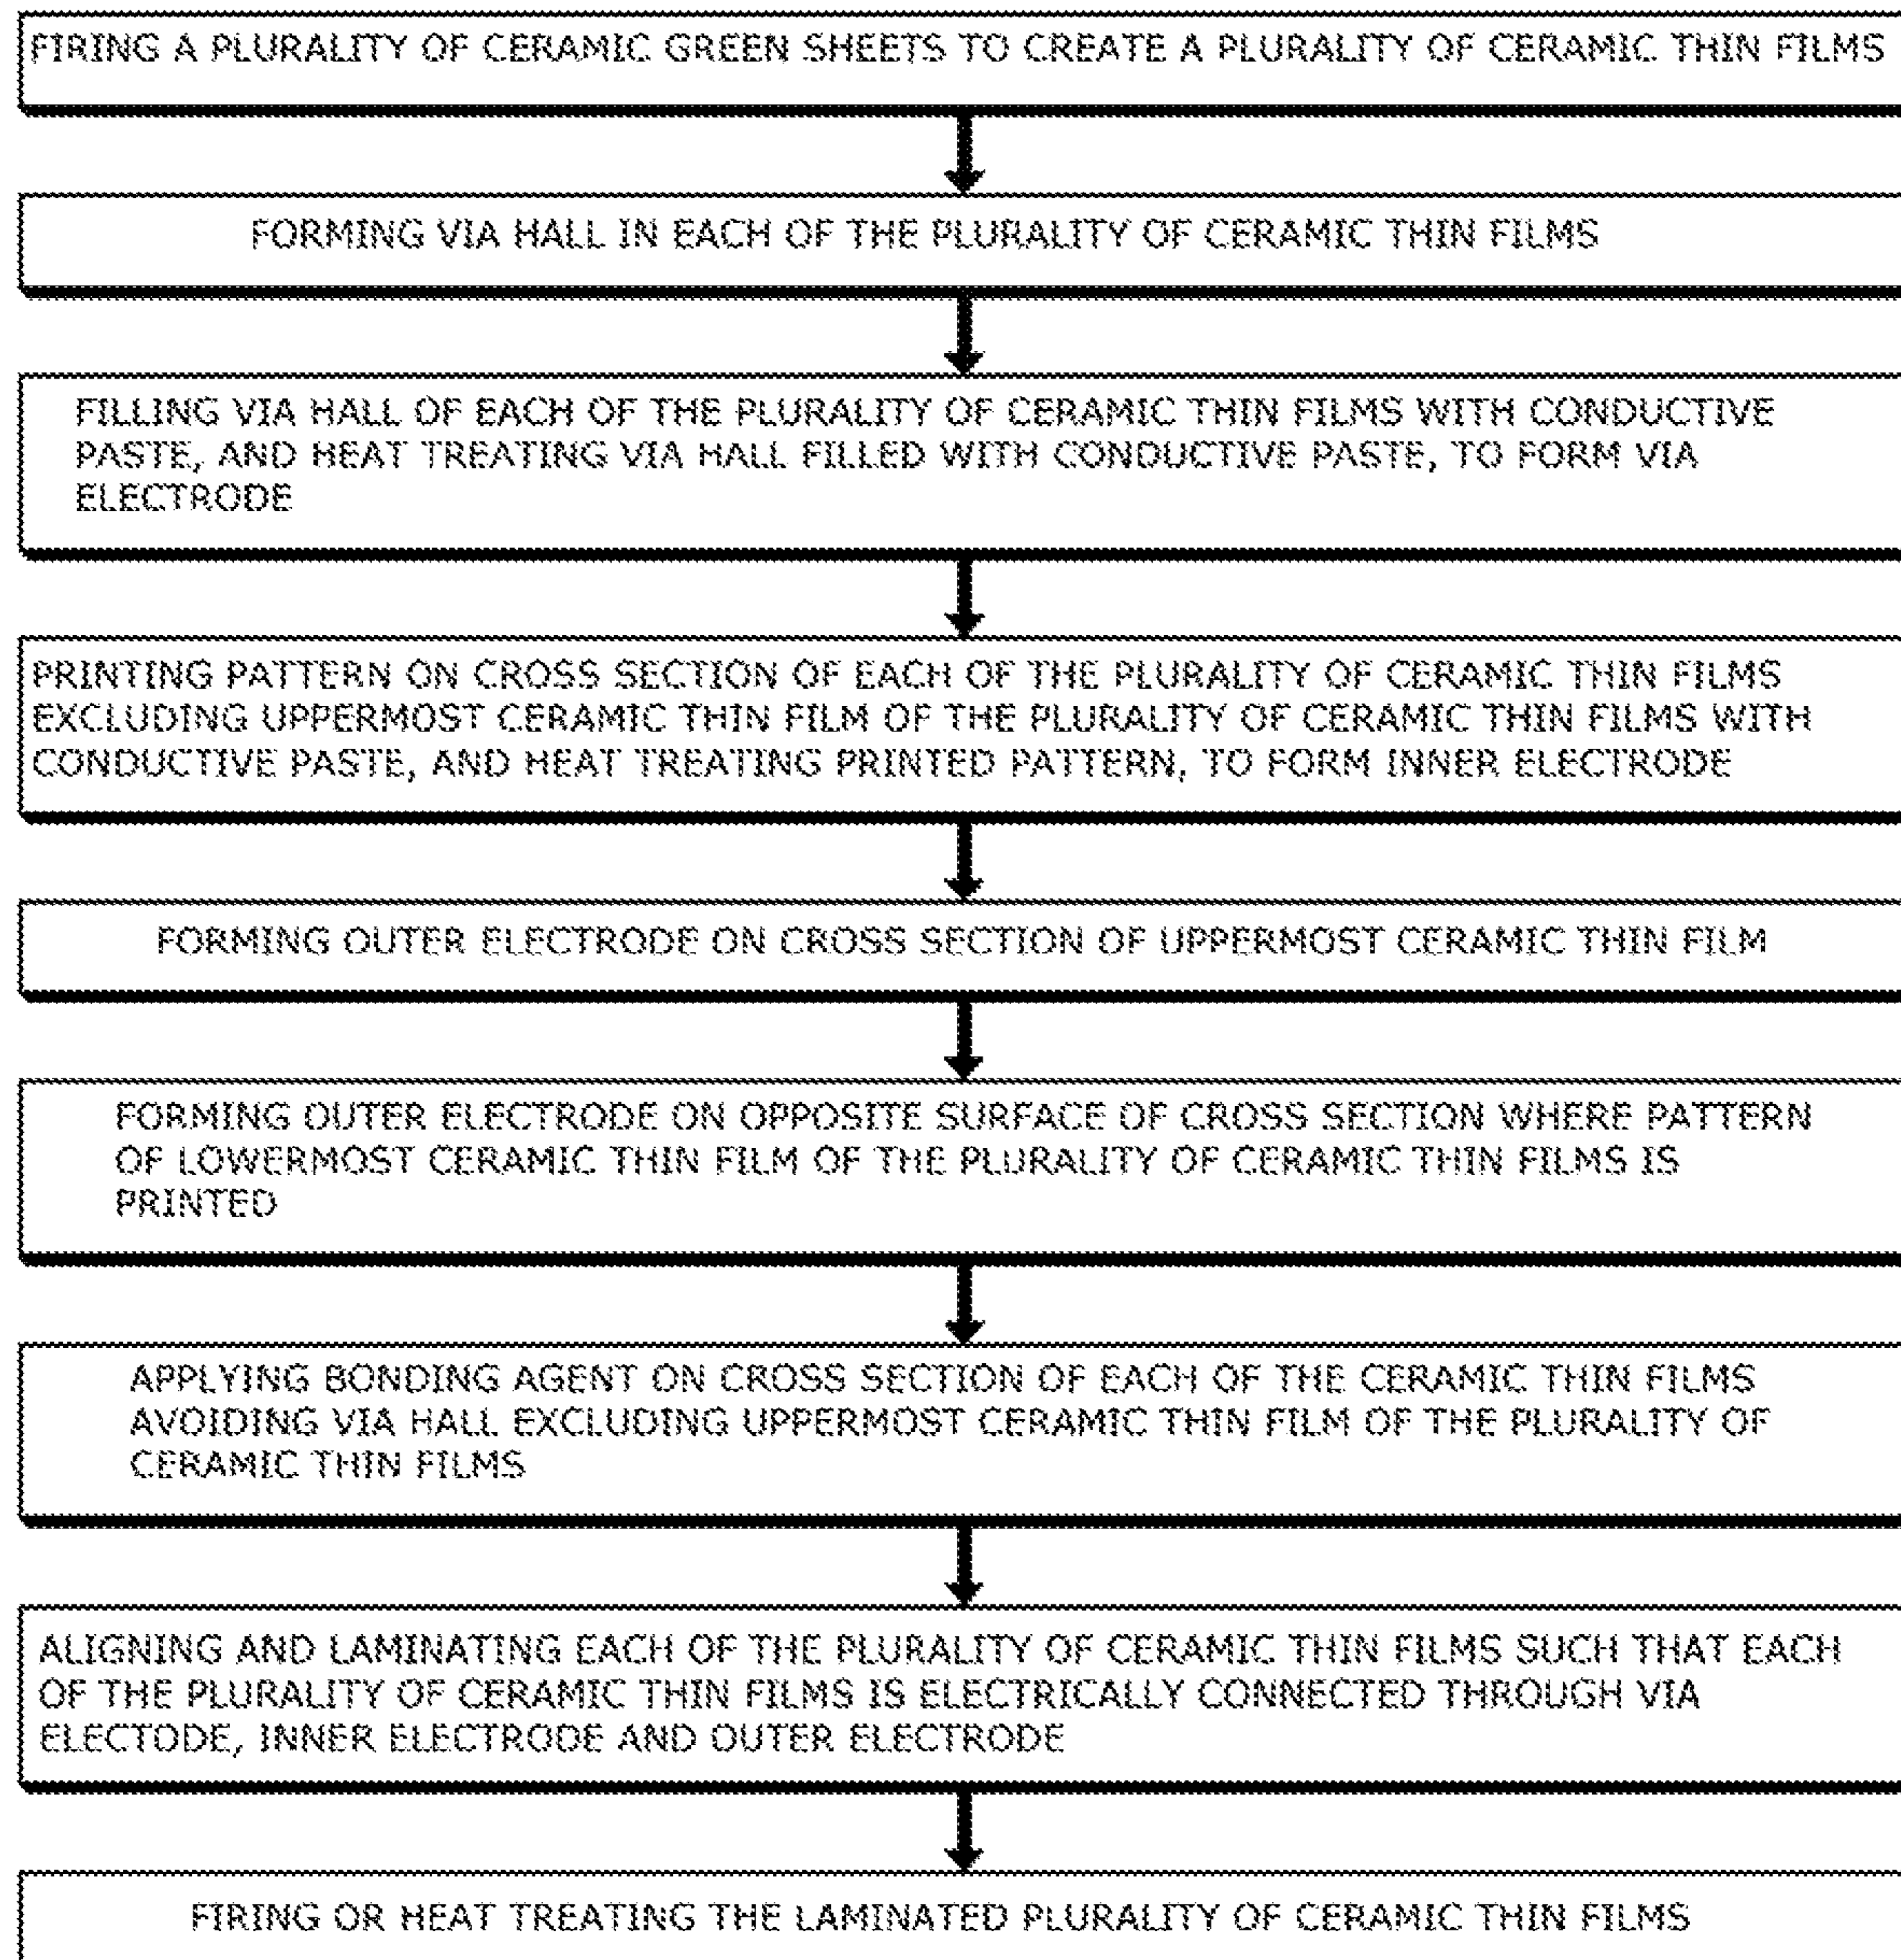 FIRING A PLURALITY OF CERAMIC GREEN SHEETS TO CREATE A PLURALITY OF CERAMIC THIN FILMS
FORMING VIA HALL IN EACH OF THE PLURALITY OF CERAMIC THIN FILMS
FILLING VIA HALL OF EACH OF THE PLURALITY OF CERAMIC THIN FILMS WITH CONDUCTIVE
PASTE, AND HEAT TREATING VIA HALL FILLED WITH CONDUCTIVE PASTE, TO FORM VIA
ELECTRODE
PRINTING PATTERN ON CROSS SECTION OF EACH OF THE PLURALITY OF CERAMIC THIN FILMS
EXCLUDING UPPERMOST CERAMIC THIN FILM OF THE PLURALITY OF CERAMIC THIN FILMS WITH
CONDUCTIVE PASTE, AND HEAT TREATING PRINTED PATTERN, TO FORM INNER ELECTRODE
FORMING OUTER ELECTRODE ON CROSS SECTION OF UPPERMOST CERAMIC THIN FILM
FORMING OUTER ELECTRODE ON OPPOSITE SURFACE OF CROSS SECTION WHERE PATTERN
OF LOWERMOST CERAMIC THIN FILM OF THE PLURALITY OF CERAMIC THIN FILMS IS
PRINTED
APPLYING BONDING AGENT ON CROSS SECTION OF EACH OF THE CERAMIC THIN FILMS
AVOIDING VIA HALL EXCLUDING UPPERMOST CERAMIC THIN FILM OF THE PLURALITY OF
CERAMIC THIN FILMS
ALIGNING AND LAMINATING EACH OF THE PLURALITY OF CERAMIC THIN FILMS SUCH THAT EACH
OF THE PLURALITY OF CERAMIC THIN FILMS IS ELECTRICALLY CONNECTED THROUGH VIA
ELECTODE, INNER ELECTRODE AND OUTER ELECTRODE
FIRING OR HEAT TREATING THE LAMINATED PLURALITY OF CERAMIC THIN FILMS